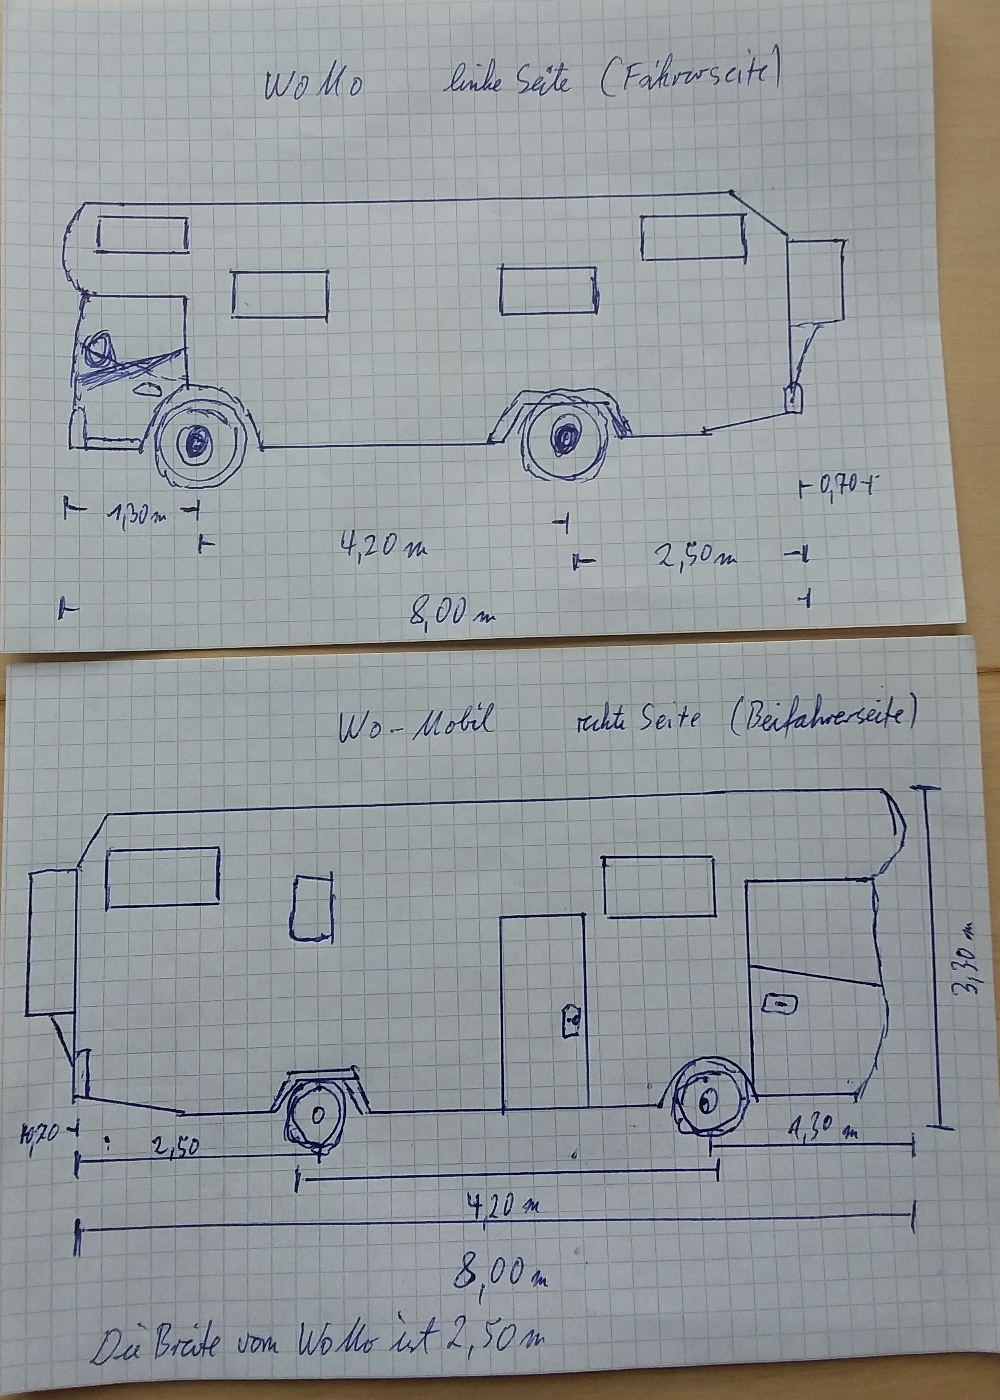 WoMo linke Seite (Fahrerseite)
0,70
1,30 m
4,20 m 2,50 m
8,00 m
Wo-Mobil rechte Seite (Beifahrerseite)
3,30 m
0,70 2,50 1,30 m
4,20 m
8,00 m
Die Breite vom WoMo ist 2,50 m